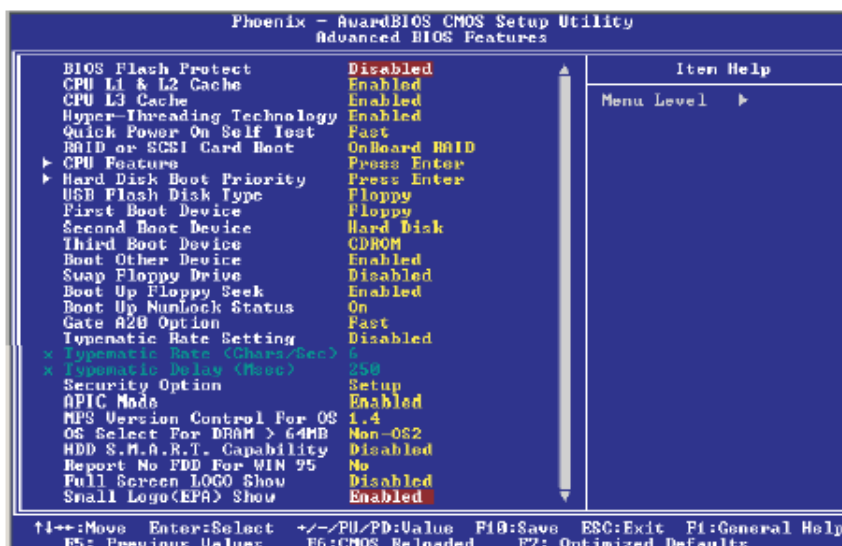 Phoenix - AwardBIOS CMOS Setup Utility
Advanced BIOS Features
BIOS Flash Protect Disabled
CPU L1 & L2 Cache Enabled
CPU L3 Cache Enabled
Hyper-Threading Technology Enabled
Quick Power On Self Test Fast
RAID or SCSI Card Boot OnBoard RAID
► CPU Feature Press Enter
► Hard Disk Boot Priority Press Enter
USB Flash Disk Type Floppy
First Boot Device Floppy
Second Boot Device Hard Disk
Third Boot Device CDROM
Boot Other Device Enabled
Swap Floppy Drive Disabled
Boot Up Floppy Seek Enabled
Boot Up NumLock Status On
Gate A20 Option Fast
Typematic Rate Setting Disabled
x Typematic Rate (Chars/Sec) 6
x Typematic Delay (Msec) 250
Security Option Setup
APIC Mode Enabled
MPS Version Control For OS 1.4
OS Select For DRAM > 64MB Non-OS2
HDD S.M.A.R.T. Capability Disabled
Report No FDD For WIN 95 No
Full Screen LOGO Show Disabled
Small Logo(EPA) Show Enabled
Item Help
Menu Level ►
↑↓→←:Move Enter:Select +/-/PU/PD:Value F10:Save ESC:Exit F1:General Help
F5: Previous Values F6:CMOS Reloaded F7: Optimized Defaults